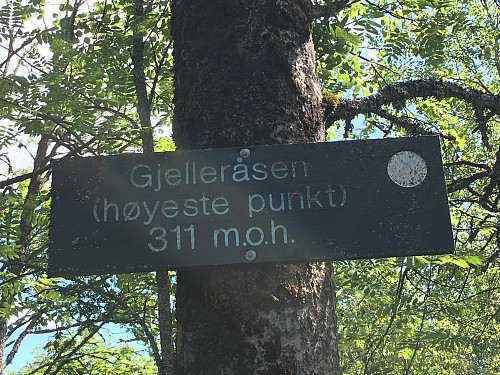 Gjelleråsen
(høyeste punkt)
311 m.o.h.